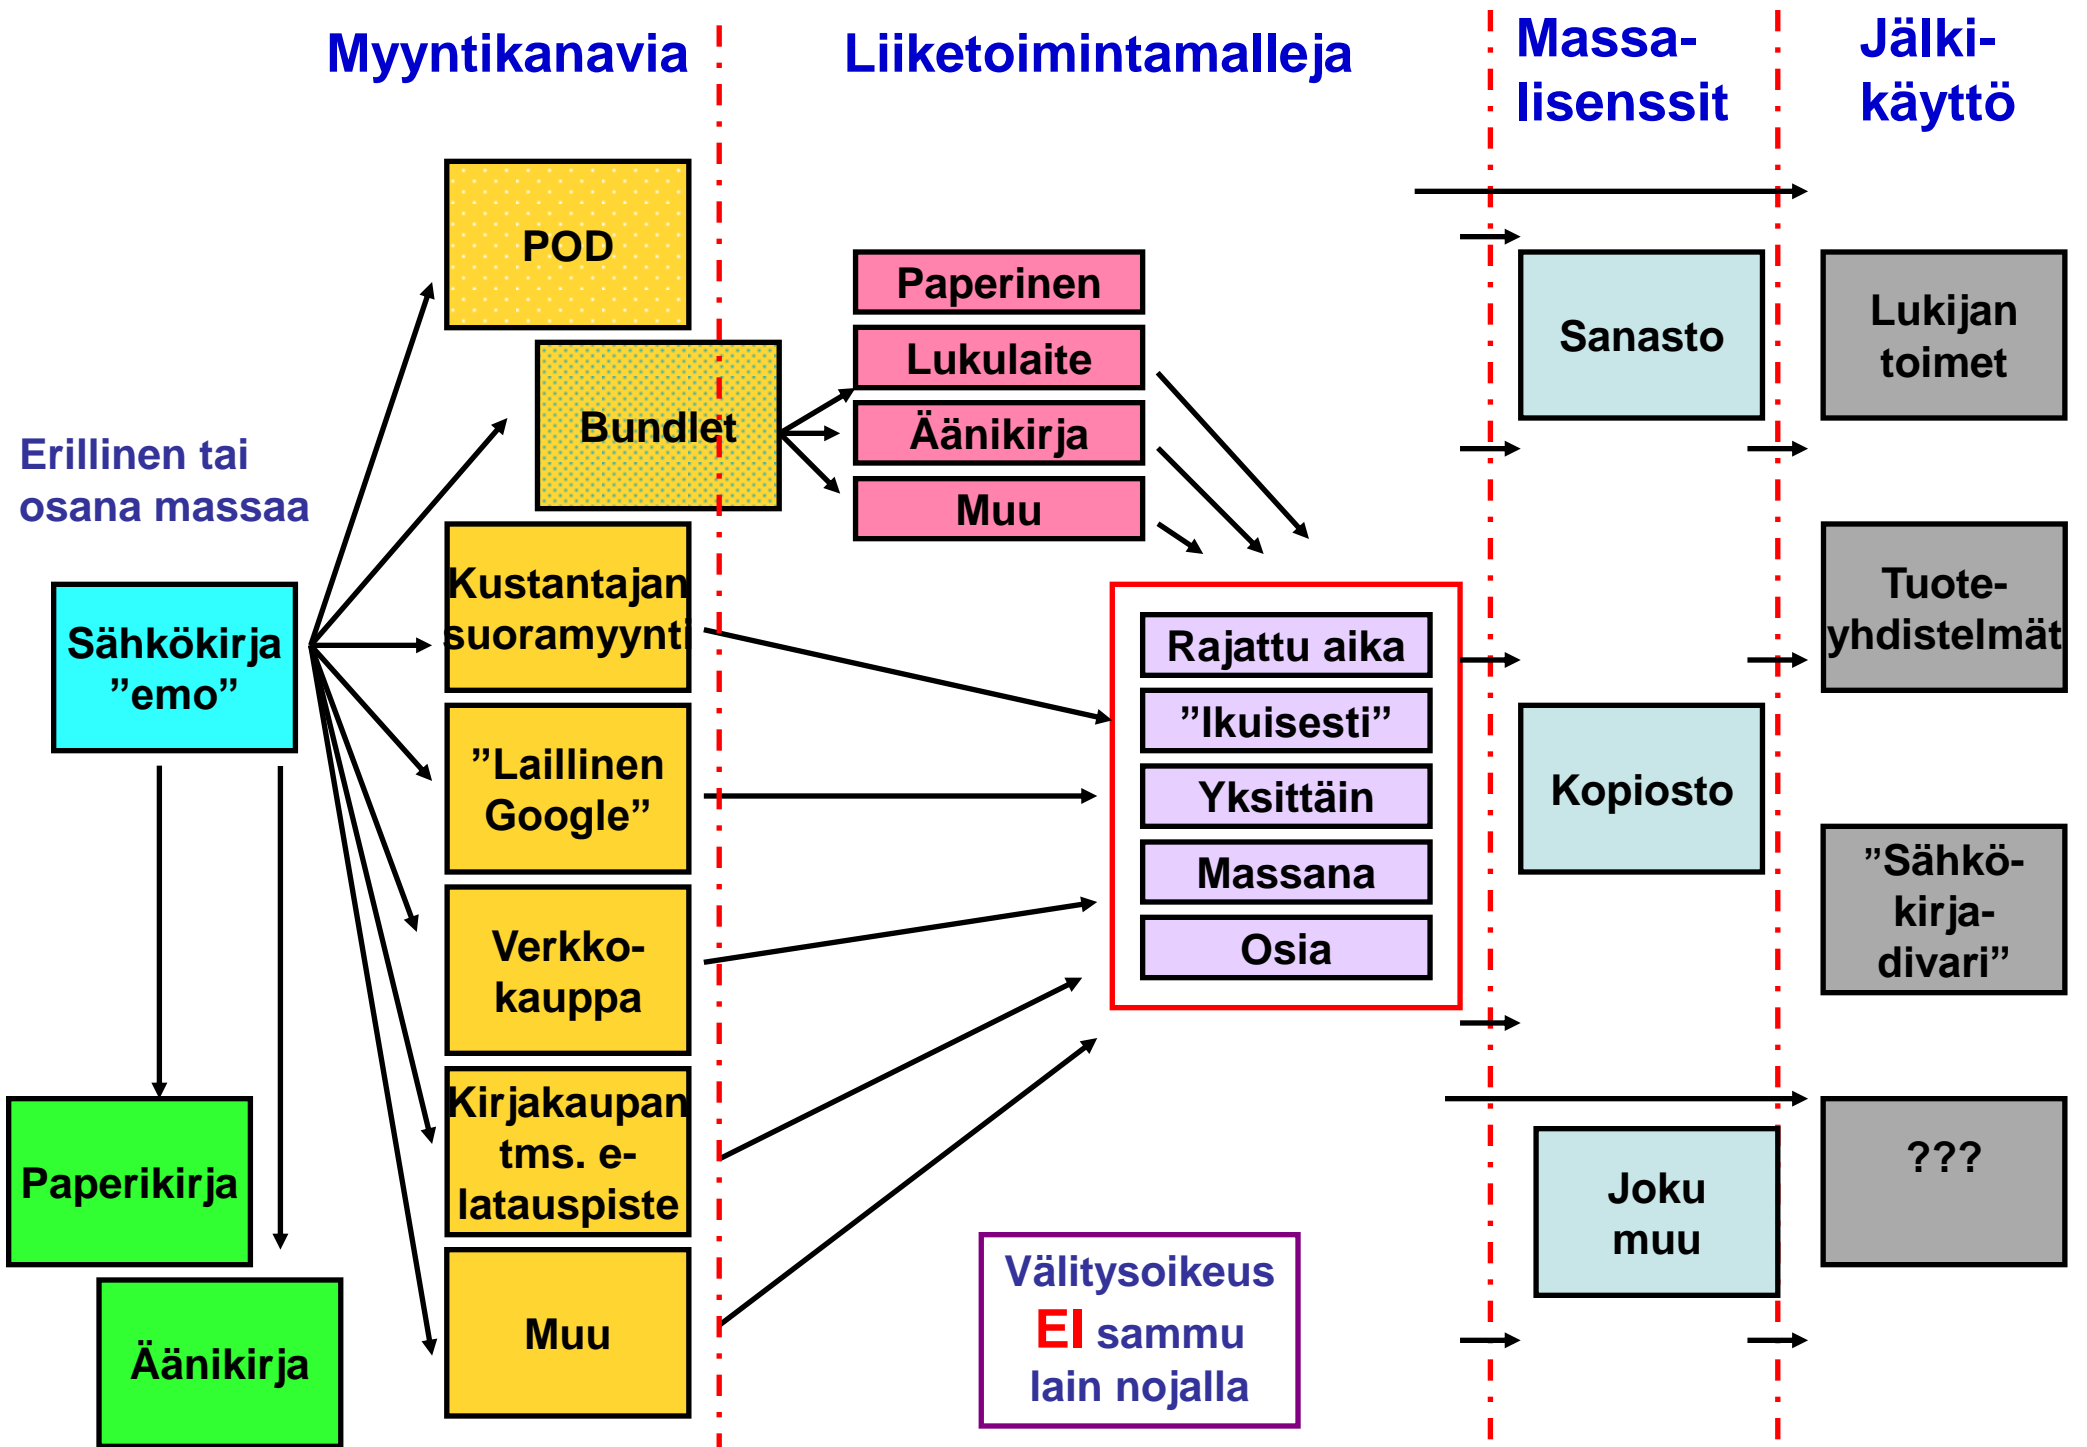 Myyntikanavia
Liiketoimintamalleja
Massa-
lisenssit
Jälki-
käyttö
Erillinen tai
osana massaa
Sähkökirja
”emo”
Paperikirja
Äänikirja
POD
Bundlet
Kustantajan
suoramyynti
”Laillinen
Google”
Verkko-
kauppa
Kirjakaupan
tms. e-
latauspiste
Muu
Paperinen
Lukulaite
Äänikirja
Muu
Rajattu aika
”Ikuisesti”
Yksittäin
Massana
Osia
Välitysoikeus
EI sammu
lain nojalla
Sanasto
Kopiosto
Joku
muu
Lukijan
toimet
Tuote-
yhdistelmät
”Sähkö-
kirja-
divari”
???